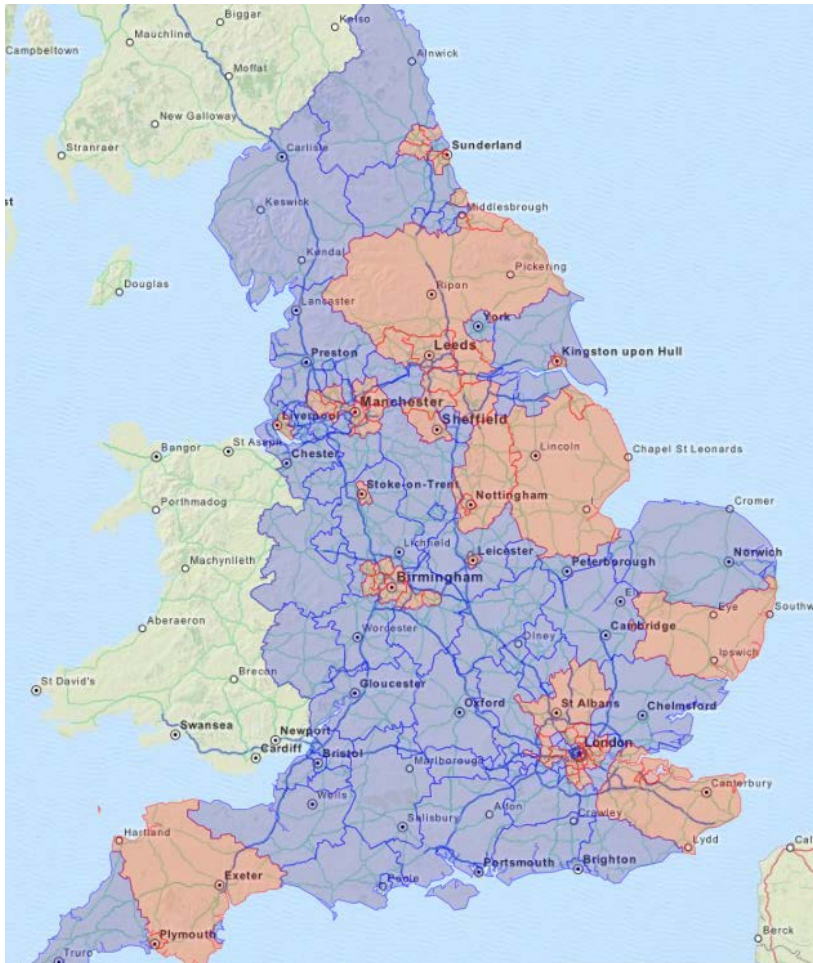 Biggar
Kelso
Mauchline
Campbeltown
Alnwick
Moffat
New Galloway
Stranraer
Carlisle
Sunderland
st
Keswick
Middlesbrough
Kendal
Pickering
Douglas
Ripon
Lancaster
York
Preston
Leeds
Kingston upon Hull
Manchester
Liverpool
Sheffield
Bangor
St Asaph
Chester
Lincoln
Chapel St Leonards
Stoke-on-Trent
Porthmadog
Nottingham
Cromer
Lichfield
Leicester
Norwich
Machynlleth
Peterborough
Birmingham
Ely
Eye
Southw
Aberaeron
Worcester
Olney
Cambridge
Ipswich
Brecon
St David's
Gloucester
Oxford
St Albans
Chelmsford
Swansea
Newport
Cardiff
London
Bristol
Marlborough
Canterbury
Wells
Salisbury
Alton
Crawley
Hartland
Lydd
Cal
Exeter
Portsmouth
Brighton
Poole
Plymouth
Truro
Berck